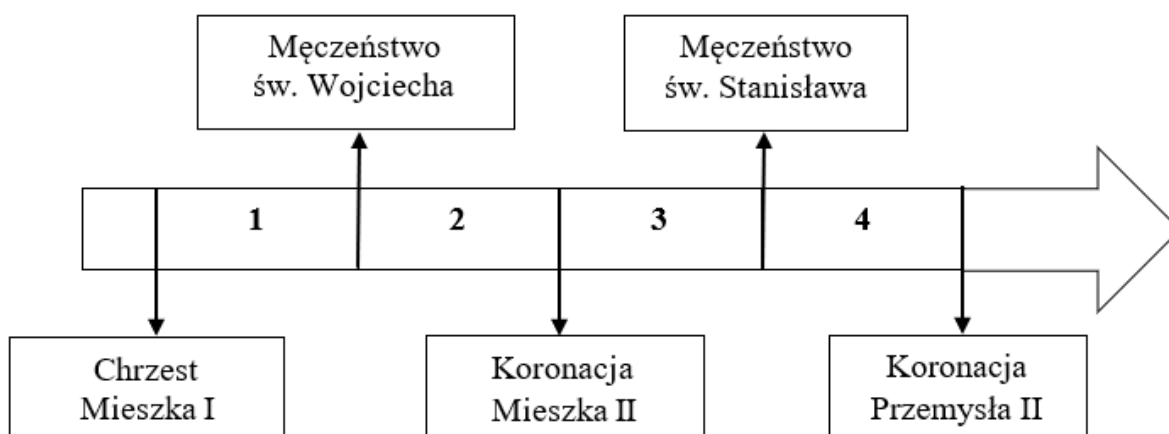 Męczeństwo
św. Wojciecha
Męczeństwo
św. Stanisława
1
2
3
4
Chrzest
Mieszka I
Koronacja
Mieszka II
Koronacja
Przemysła II